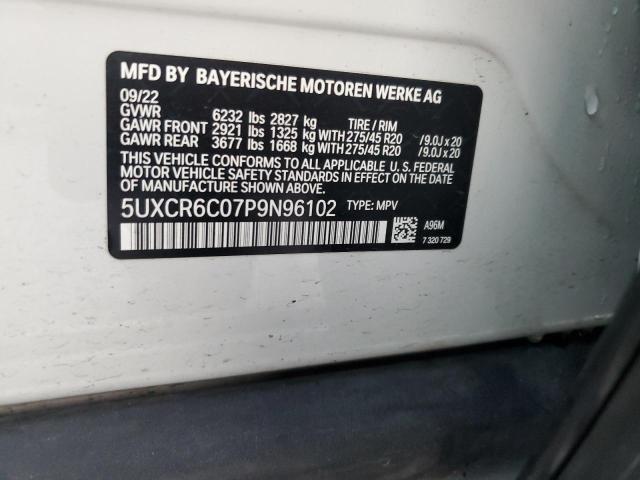 MFD BY BAYERISCHE MOTOREN WERKE AG
09/22
GVWR 6232 lbs 2827 kg TIRE / RIM
GAWR FRONT 2921 lbs 1325 kg WITH 275/45 R20 / 9.0J x 20
GAWR REAR 3677 lbs 1668 kg WITH 275/45 R20 / 9.0J x 20
THIS VEHICLE CONFORMS TO ALL APPLICABLE U.S. FEDERAL
MOTOR VEHICLE SAFETY STANDARDS IN EFFECT ON THE
DATE OF MANUFACTURE SHOWN ABOVE.
5UXCR6C07P9N96102 TYPE: MPV
A96M
7 320 729